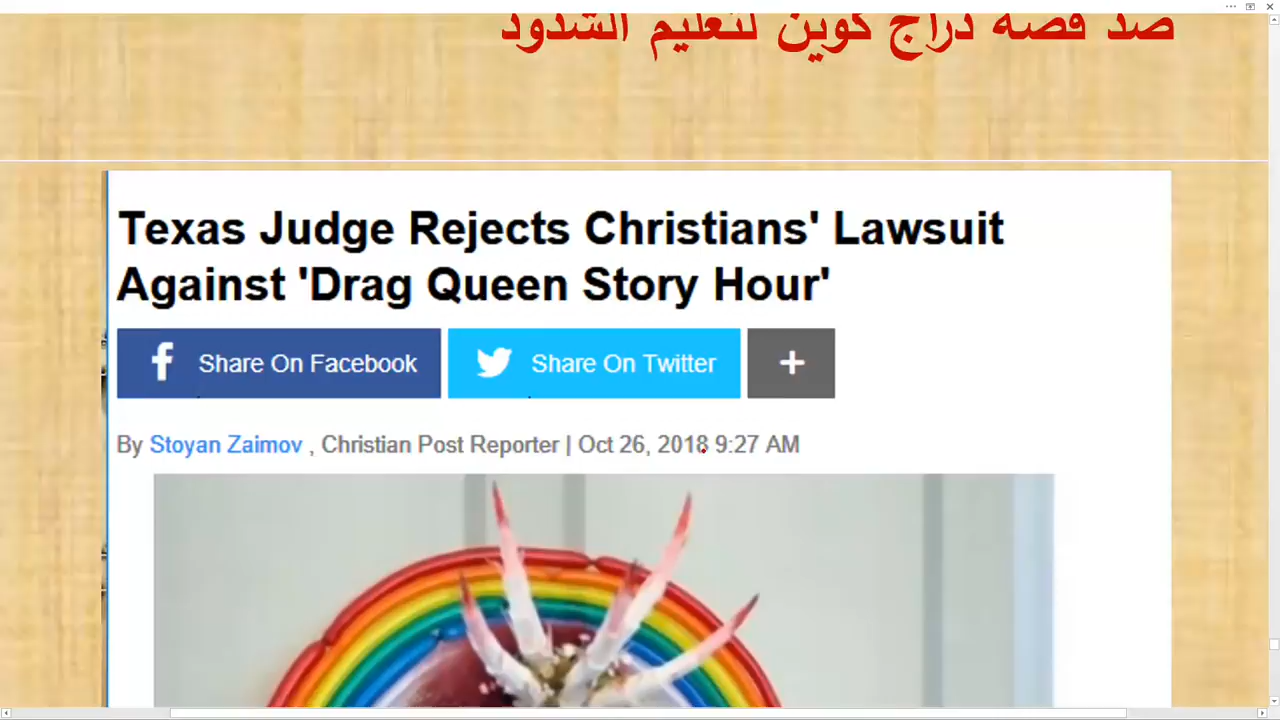 ضد قصة دراج كوين لتعليم الشذوذ
Texas Judge Rejects Christians' Lawsuit
Against 'Drag Queen Story Hour'
Share On Facebook
Share On Twitter
+
By Stoyan Zaimov , Christian Post Reporter | Oct 26, 2018 9:27 AM